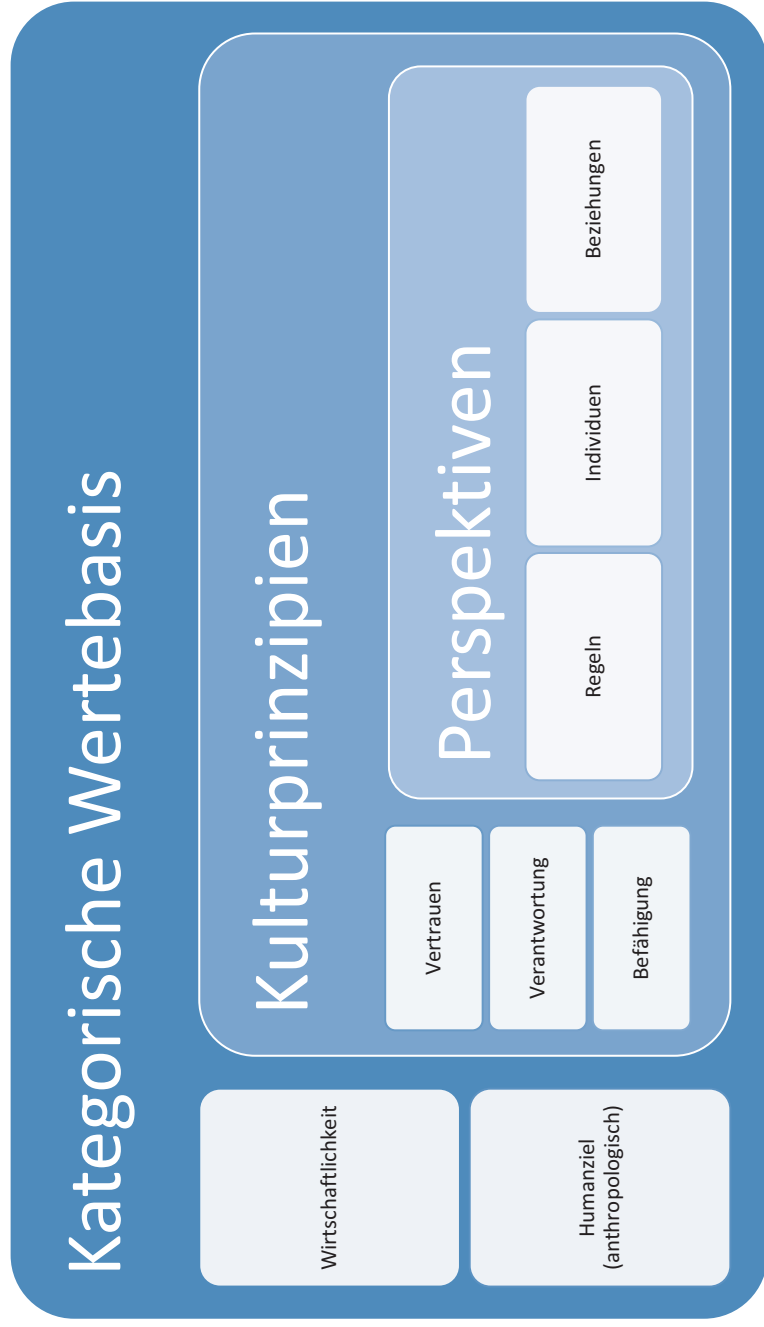 Kategorische Wertebasis
Wirtschaftlichkeit
Humanziel
(anthropologisch)
Kulturprinzipien
Vertrauen
Verantwortung
Befähigung
Perspektiven
Regeln
Individuen
Beziehungen